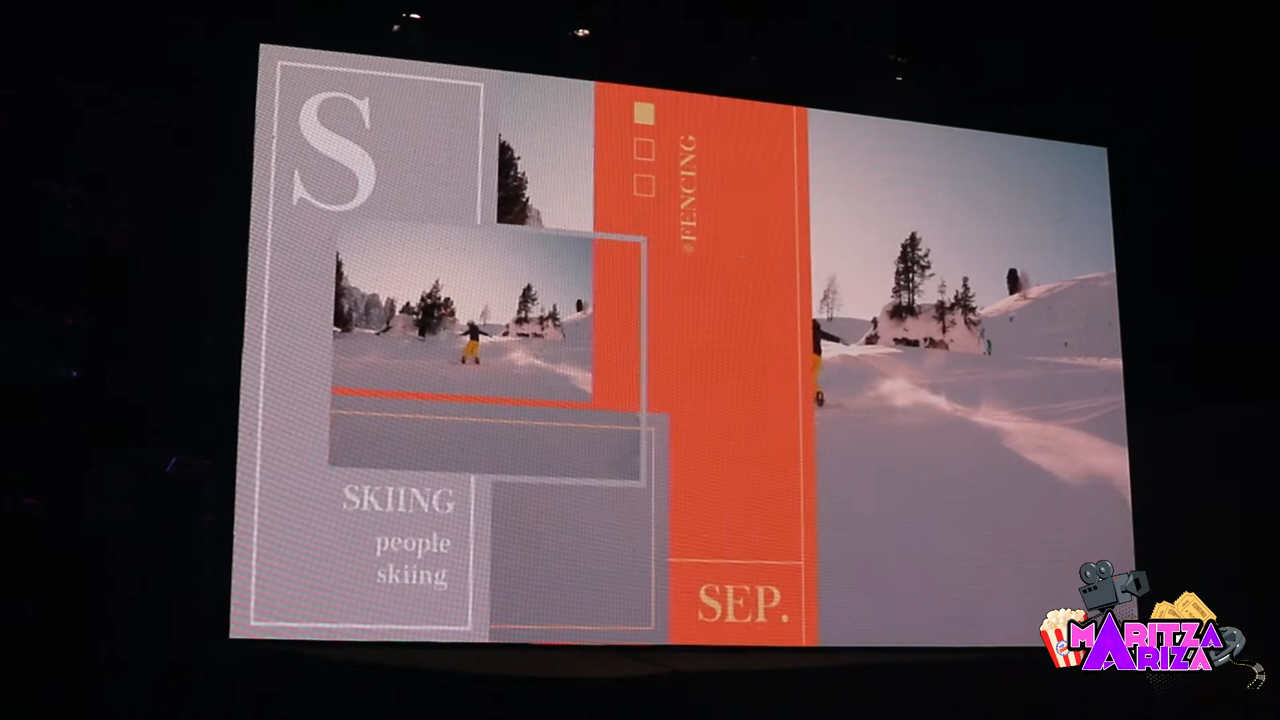 S
#FENCING
SKIING
people
skiing
SEP.
MARITZA
ARIZA